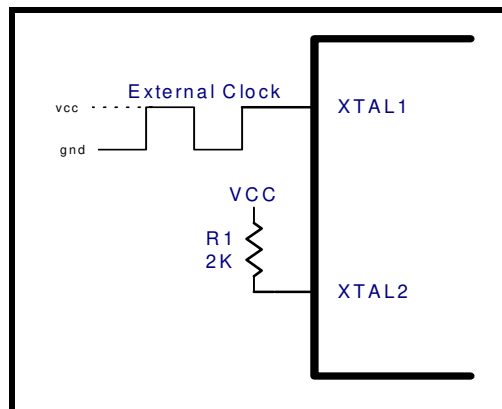 External Clock
vcc
XTAL1
gnd
VCC
R1
2K
XTAL2